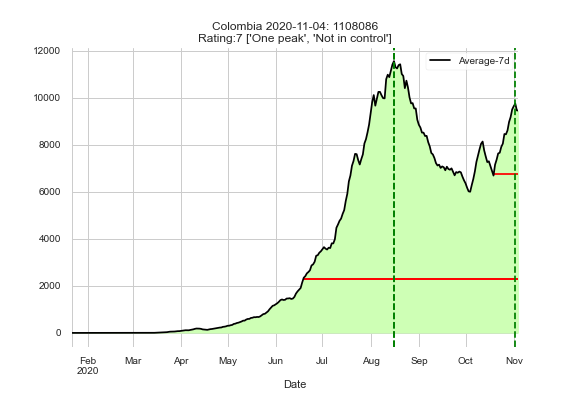 Colombia 2020-11-04: 1108086
Rating:7 ['One peak', 'Not in control']
Average-7d
12000
10000
8000
6000
4000
2000
0
Feb Mar Apr May Jun Jul Aug Sep Oct Nov
2020
Date